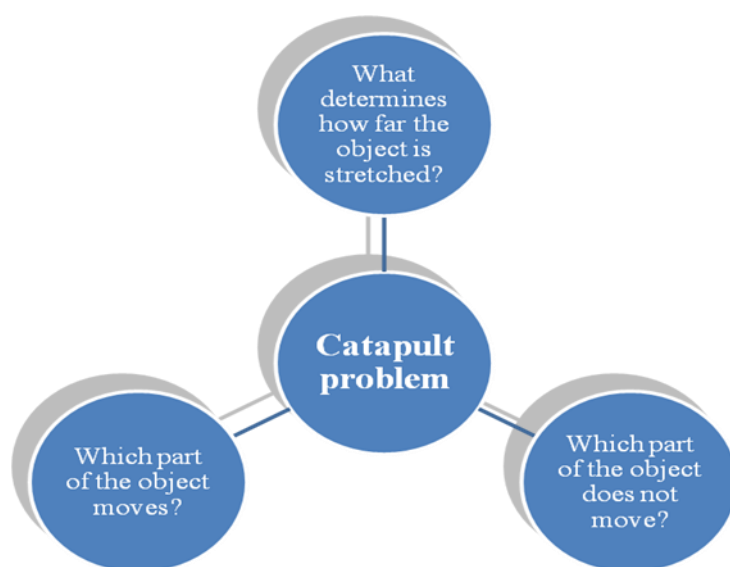 What
determines
how far the
object is
stretched?
Catapult
problem
Which part
of the object
moves?
Which part
of the object
does not
move?